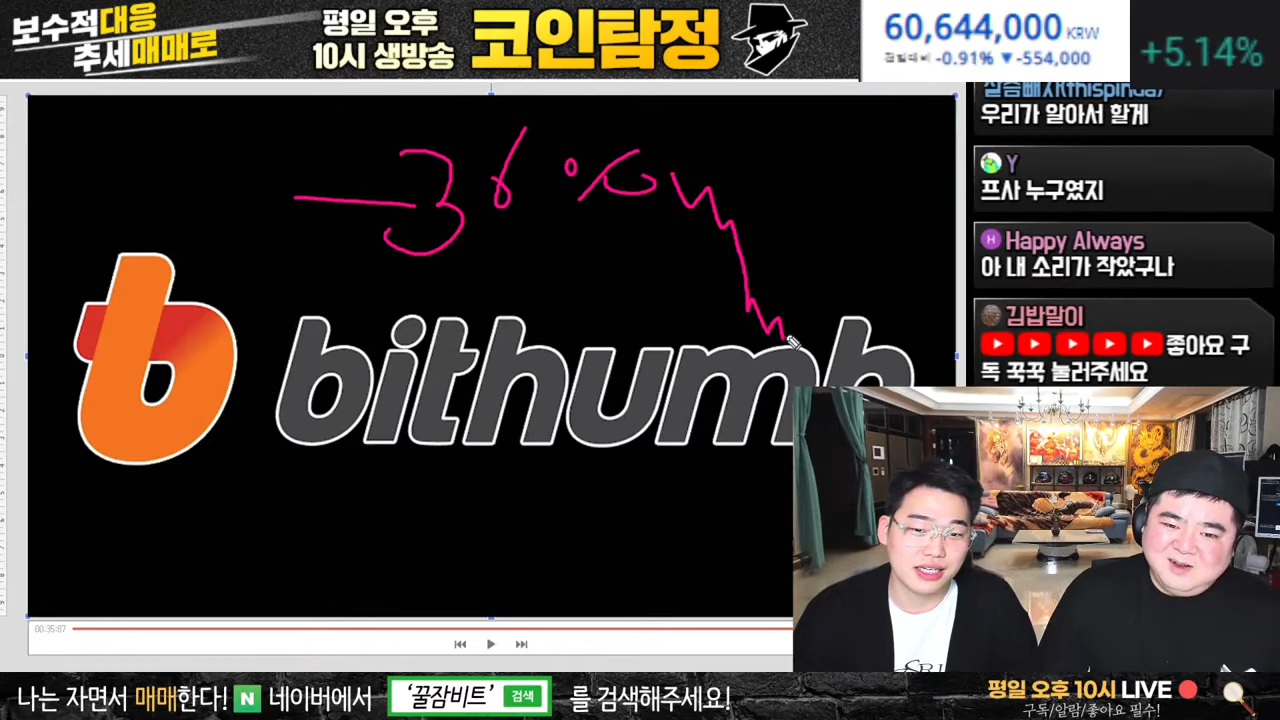 보수적대응
추세매매로
평일 오후
10시 생방송
코인탐정
60,644,000 KRW
전일대비 -0.91% ▼-554,000
+5.14%
우리가 알아서 할게
Y
프사 누구였지
H Happy Always
아 내 소리가 작았구나
김밥말이
좋아요 구
독 꾹꾹 눌러주세요
-36%
bithumb
00:35:87
나는 자면서 매매한다! N 네이버에서 '꿀잠비트' 검색 를 검색해주세요!
평일 오후 10시 LIVE
구독/알람/좋아요 필수!